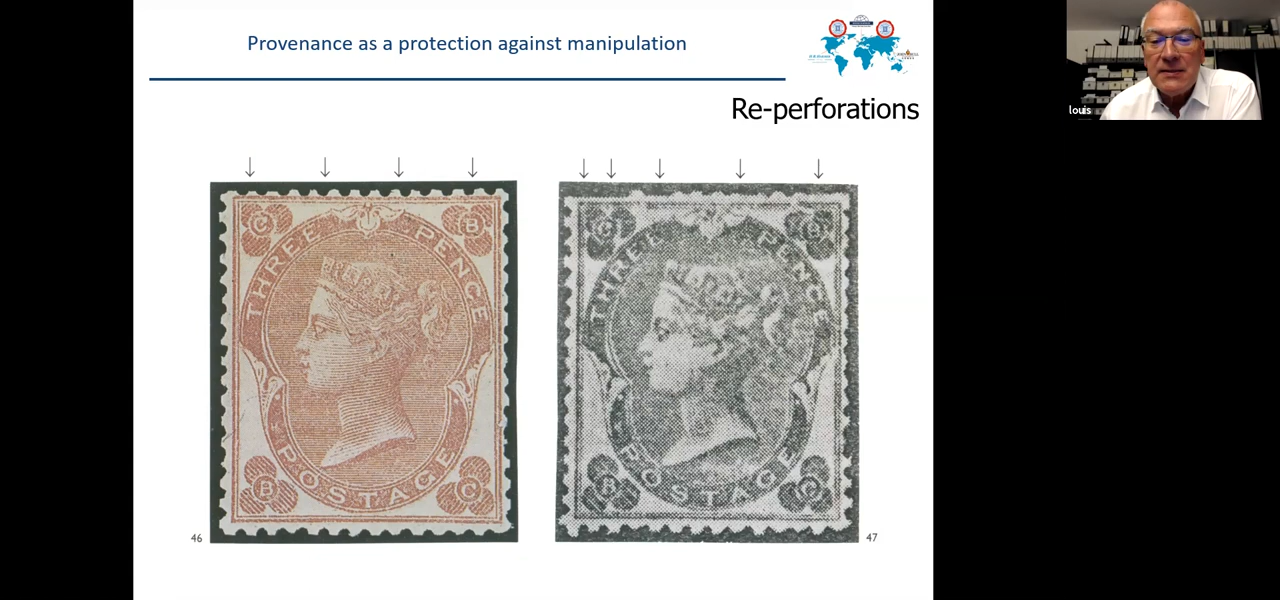 Provenance as a protection against manipulation
Re-perforations
louis
C B
THREE PENCE
B C
POSTAGE
46
THREE PENCE
POSTAGE
47